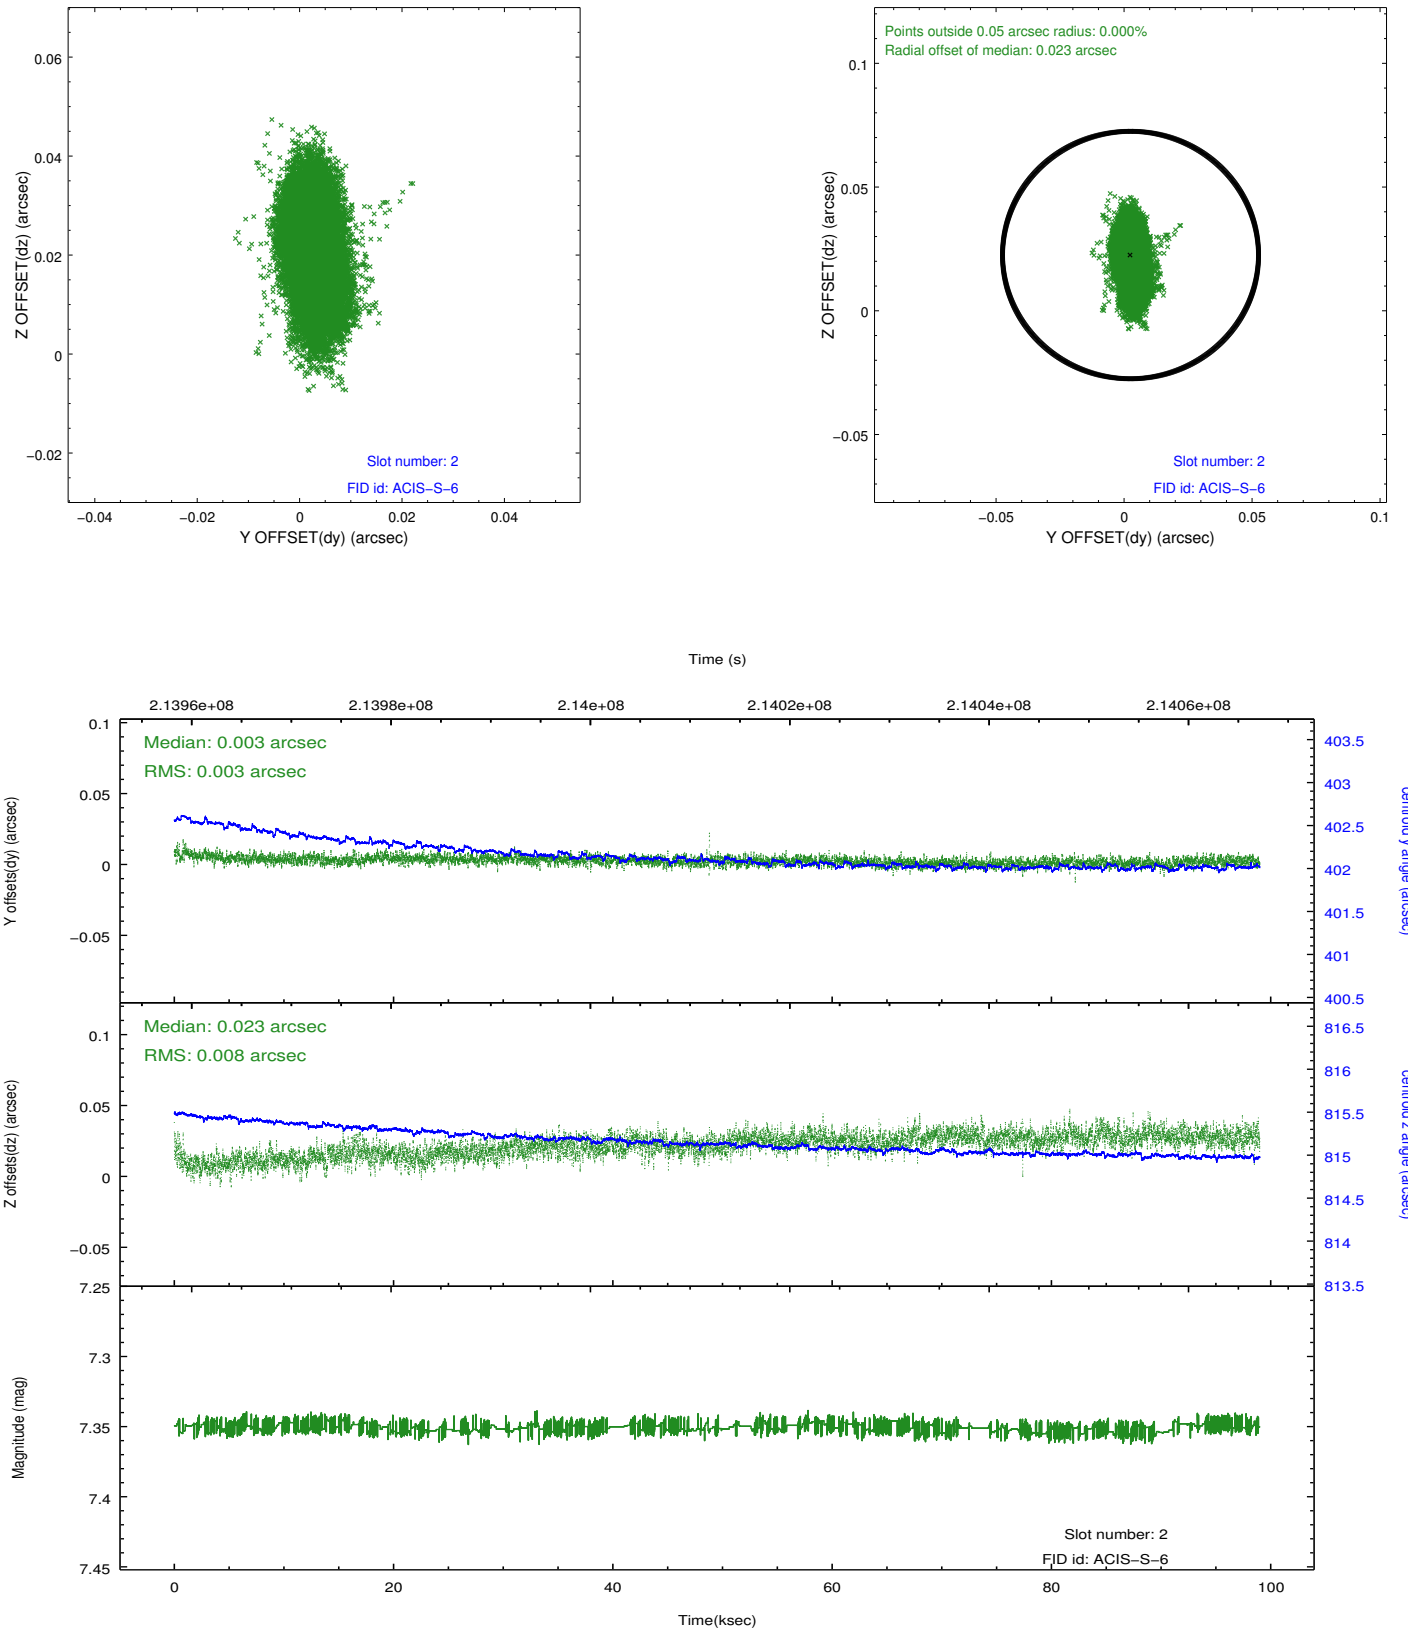 0.06
0.04
0.02
0
−0.02
Z OFFSET(dz) (arcsec)
Slot number: 2
FID id: ACIS−S−6
−0.04 −0.02 0 0.02 0.04
Y OFFSET(dy) (arcsec)
Points outside 0.05 arcsec radius: 0.000%
Radial offset of median: 0.023 arcsec
0.1
0.05
0
−0.05
Z OFFSET(dz) (arcsec)
Slot number: 2
FID id: ACIS−S−6
−0.05 0 0.05 0.1
Y OFFSET(dy) (arcsec)
Time (s)
2.1396e+08 2.1398e+08 2.14e+08 2.1402e+08 2.1404e+08 2.1406e+08
Median: 0.003 arcsec
RMS: 0.003 arcsec
0.1
0.05
0
−0.05
Y offsets(dy) (arcsec)
403.5
403
402.5
402
401.5
401
400.5
centroid y angle (arcsec)
Median: 0.023 arcsec
RMS: 0.008 arcsec
0.1
0.05
0
−0.05
Z offsets(dz) (arcsec)
816.5
816
815.5
815
814.5
814
813.5
centroid z angle (arcsec)
7.25
7.3
7.35
7.4
7.45
Magnitude (mag)
Slot number: 2
FID id: ACIS−S−6
0 20 40 60 80 100
Time(ksec)